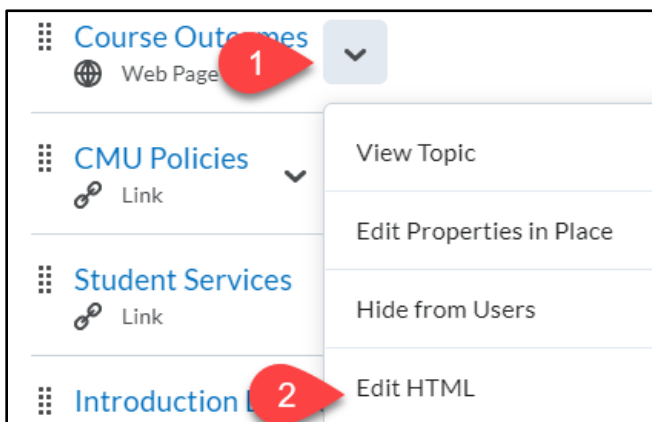 Course Outcomes
Web Page
1
CMU Policies
Link
Student Services
Link
Introduction
2
View Topic
Edit Properties in Place
Hide from Users
Edit HTML